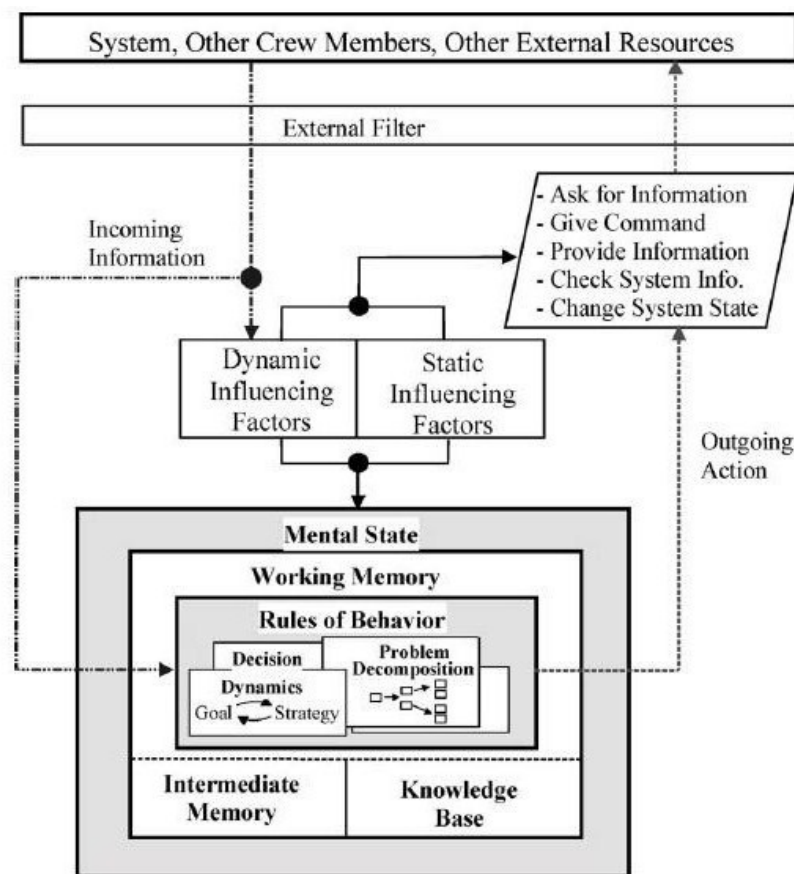 System, Other Crew Members, Other External Resources
External Filter
- Ask for Information
- Give Command
- Provide Information
- Check System Info.
- Change System State
Incoming
Information
Dynamic
Influencing
Factors
Static
Influencing
Factors
Outgoing
Action
Mental State
Working Memory
Rules of Behavior
Decision
Dynamics
Goal
Strategy
Problem
Decomposition
Intermediate
Memory
Knowledge
Base